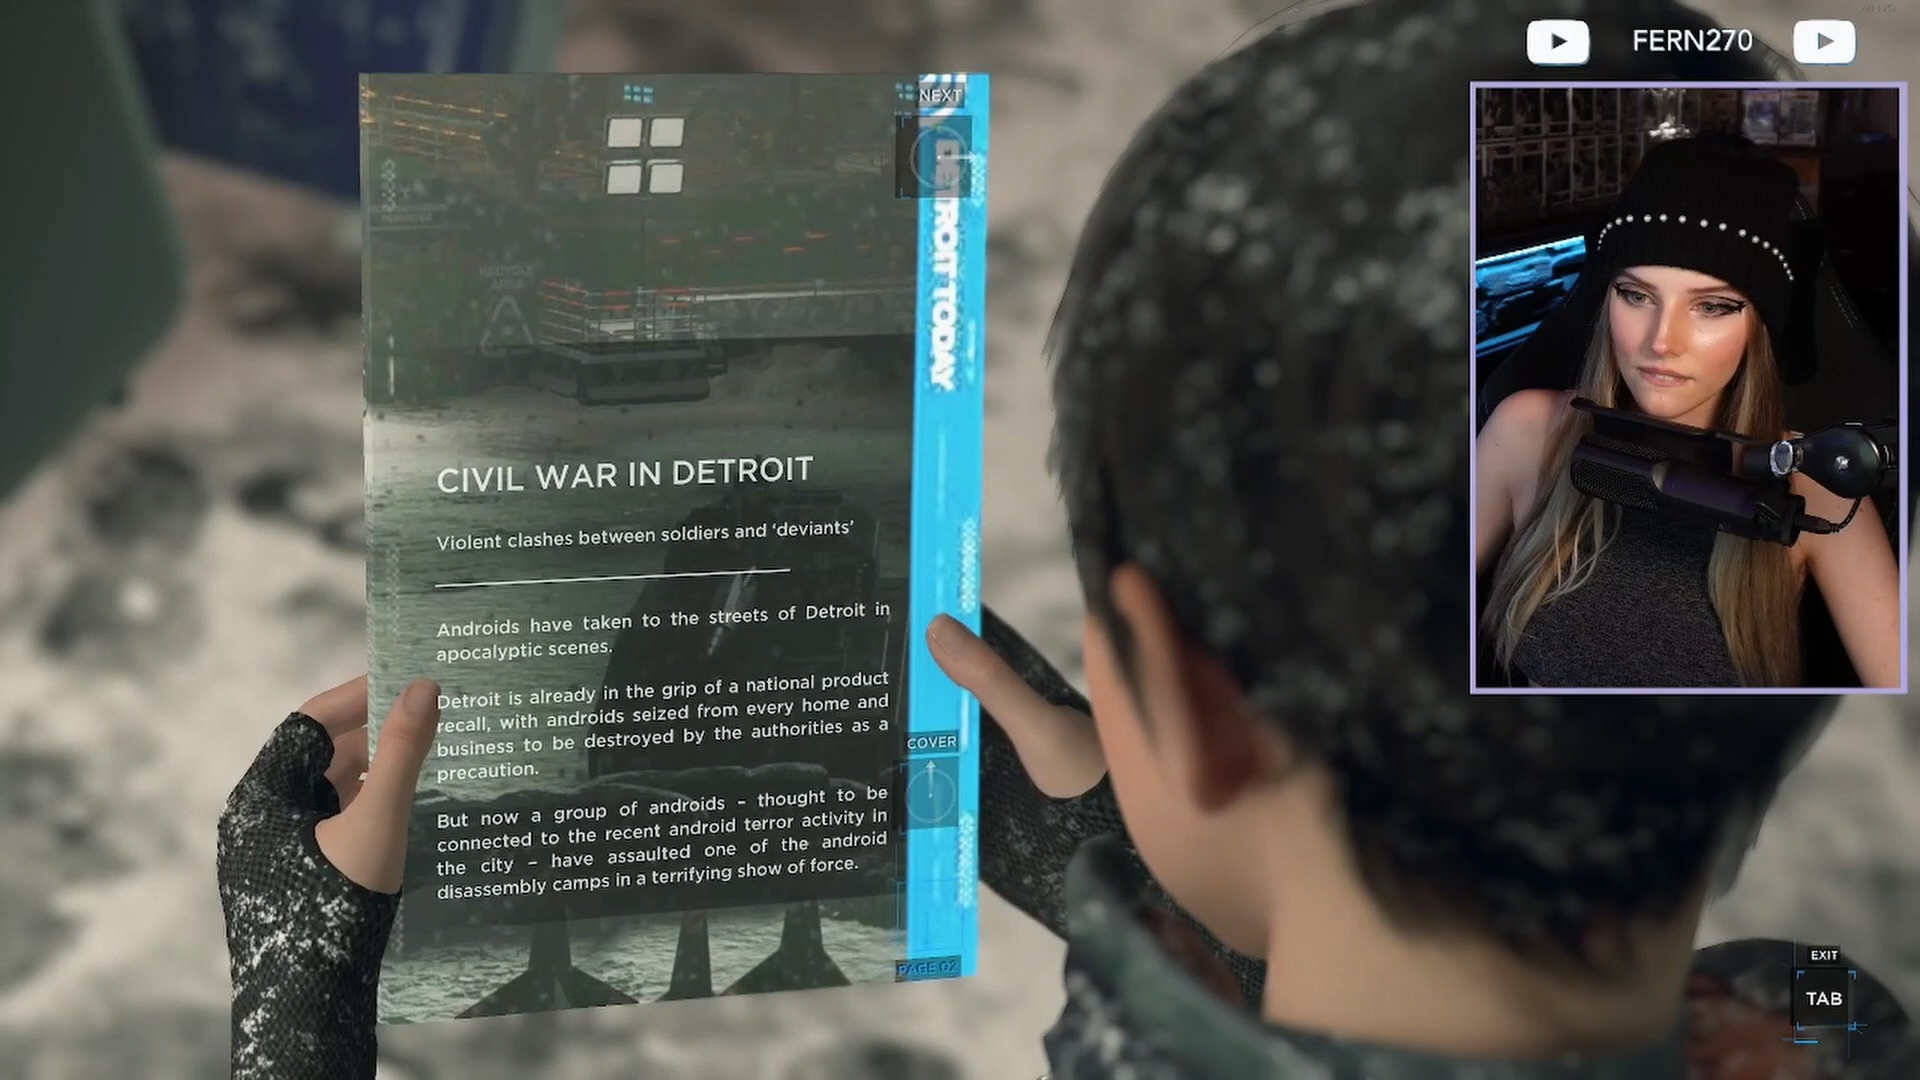 FERN270
NEXT
DETROIT TODAY
RECYCLE
AREA
CIVIL WAR IN DETROIT
Violent clashes between soldiers and ‘deviants’
Androids have taken to the streets of Detroit in
apocalyptic scenes.
Detroit is already in the grip of a national product
recall, with androids seized from every home and
business to be destroyed by the authorities as a
precaution.
But now a group of androids – thought to be
connected to the recent android terror activity in
the city – have assaulted one of the android
disassembly camps in a terrifying show of force.
COVER
PAGE 02
EXIT
TAB